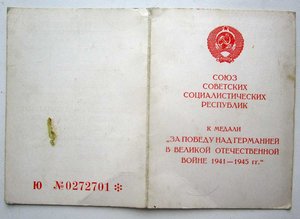 Ю №0272701 *
СОЮЗ
СОВЕТСКИХ
СОЦИАЛИСТИЧЕСКИХ
РЕСПУБЛИК
К МЕДАЛИ
„ЗА ПОБЕДУ НАД ГЕРМАНИЕЙ
В ВЕЛИКОЙ ОТЕЧЕСТВЕННОЙ
ВОЙНЕ 1941—1945 гг.“